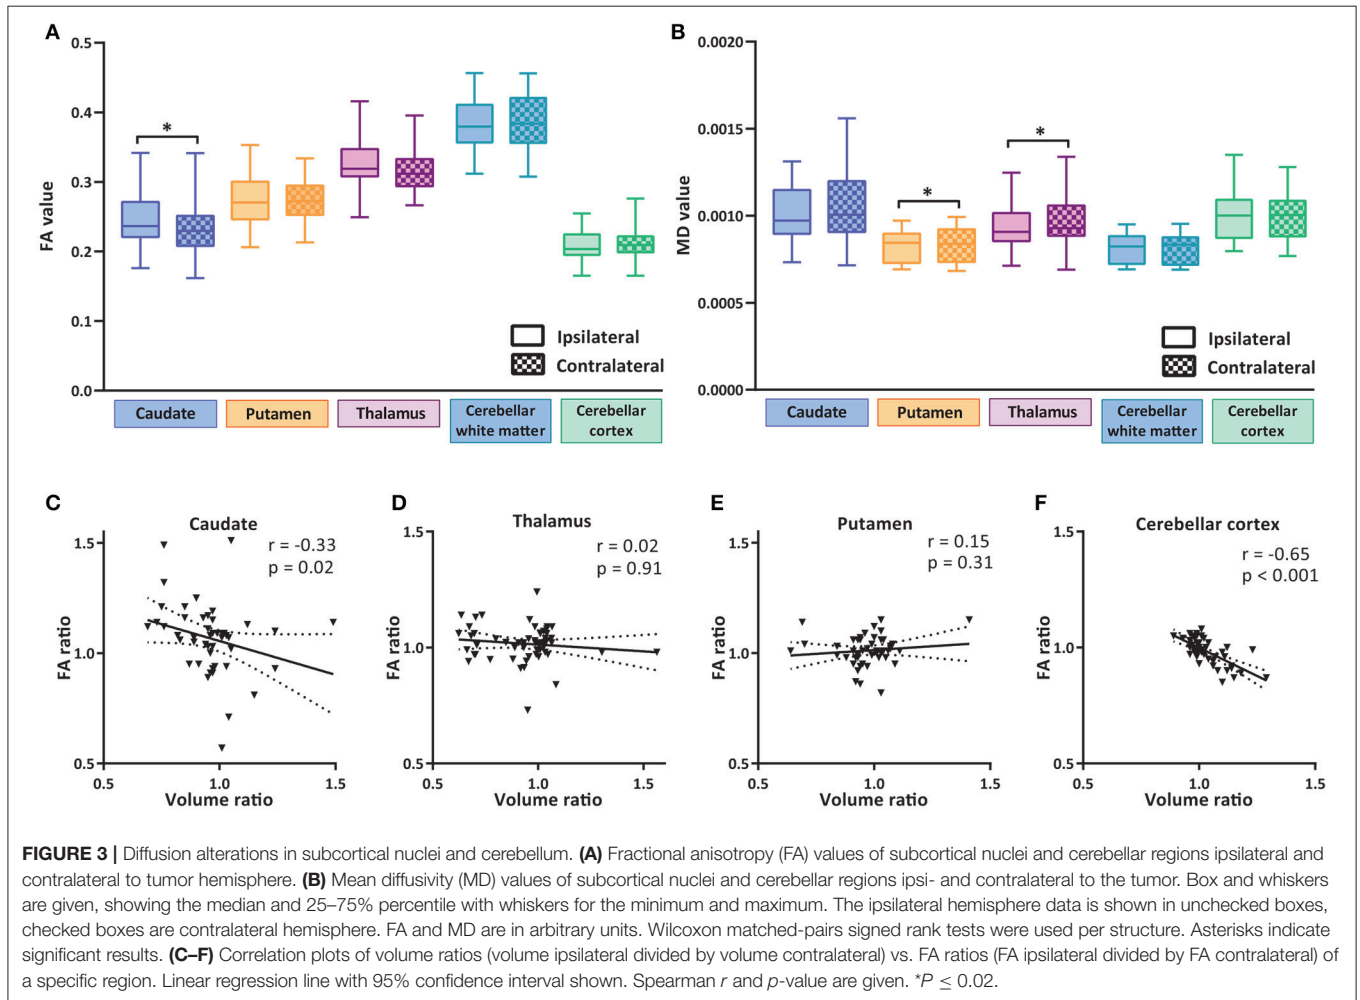 A
FA value
0.5
0.4
0.3
0.2
0.1
0.0
*
Ipsilateral
Contralateral
Caudate
Putamen
Thalamus
Cerebellar
white matter
Cerebellar
cortex
B
MD value
0.0020
0.0015
0.0010
0.0005
0.0000
*
*
Ipsilateral
Contralateral
Caudate
Putamen
Thalamus
Cerebellar
white matter
Cerebellar
cortex
C
Caudate
r = -0.33
p = 0.02
FA ratio
1.5
1.0
0.5
0.5
1.0
1.5
Volume ratio
D
Thalamus
r = 0.02
p = 0.91
FA ratio
1.5
1.0
0.5
0.5
1.0
1.5
Volume ratio
E
Putamen
r = 0.15
p = 0.31
FA ratio
1.5
1.0
0.5
0.5
1.0
1.5
Volume ratio
F
Cerebellar cortex
r = -0.65
p < 0.001
FA ratio
1.5
1.0
0.5
0.5
1.0
1.5
Volume ratio
FIGURE 3 | Diffusion alterations in subcortical nuclei and cerebellum. (A) Fractional anisotropy (FA) values of subcortical nuclei and cerebellar regions ipsilateral and
contralateral to tumor hemisphere. (B) Mean diffusivity (MD) values of subcortical nuclei and cerebellar regions ipsi- and contralateral to the tumor. Box and whiskers
are given, showing the median and 25–75% percentile with whiskers for the minimum and maximum. The ipsilateral hemisphere data is shown in unchecked boxes,
checked boxes are contralateral hemisphere. FA and MD are in arbitrary units. Wilcoxon matched-pairs signed rank tests were used per structure. Asterisks indicate
significant results. (C–F) Correlation plots of volume ratios (volume ipsilateral divided by volume contralateral) vs. FA ratios (FA ipsilateral divided by FA contralateral) of
a specific region. Linear regression line with 95% confidence interval shown. Spearman r and p-value are given. *P ≤ 0.02.